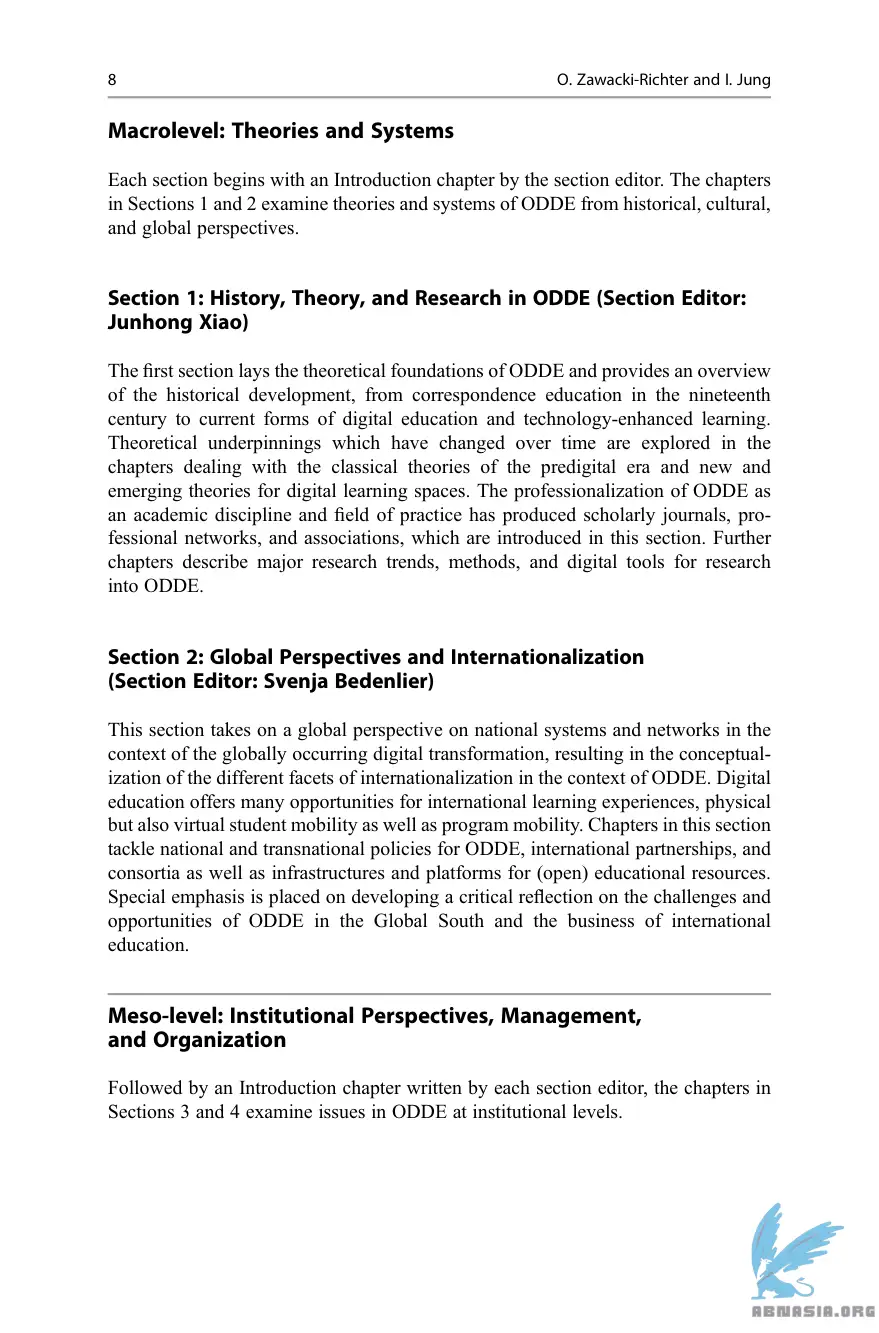 8
O. Zawacki-Richter and I. Jung
Macrolevel: Theories and Systems
Each section begins with an Introduction chapter by the section editor. The chapters
in Sections 1 and 2 examine theories and systems of ODDE from historical, cultural,
and global perspectives.
Section 1: History, Theory, and Research in ODDE (Section Editor:
Junhong Xiao)
The first section lays the theoretical foundations of ODDE and provides an overview
of the historical development, from correspondence education in the nineteenth
century to current forms of digital education and technology-enhanced learning.
Theoretical underpinnings which have changed over time are explored in the
chapters dealing with the classical theories of the predigital era and new and
emerging theories for digital learning spaces. The professionalization of ODDE as
an academic discipline and field of practice has produced scholarly journals, pro-
fessional networks, and associations, which are introduced in this section. Further
chapters describe major research trends, methods, and digital tools for research
into ODDE.
Section 2: Global Perspectives and Internationalization
(Section Editor: Svenja Bedenlier)
This section takes on a global perspective on national systems and networks in the
context of the globally occurring digital transformation, resulting in the conceptual-
ization of the different facets of internationalization in the context of ODDE. Digital
education offers many opportunities for international learning experiences, physical
but also virtual student mobility as well as program mobility. Chapters in this section
tackle national and transnational policies for ODDE, international partnerships, and
consortia as well as infrastructures and platforms for (open) educational resources.
Special emphasis is placed on developing a critical reflection on the challenges and
opportunities of ODDE in the Global South and the business of international
education.
Meso-level: Institutional Perspectives, Management,
and Organization
Followed by an Introduction chapter written by each section editor, the chapters in
Sections 3 and 4 examine issues in ODDE at institutional levels.
ABNASIA.ORG